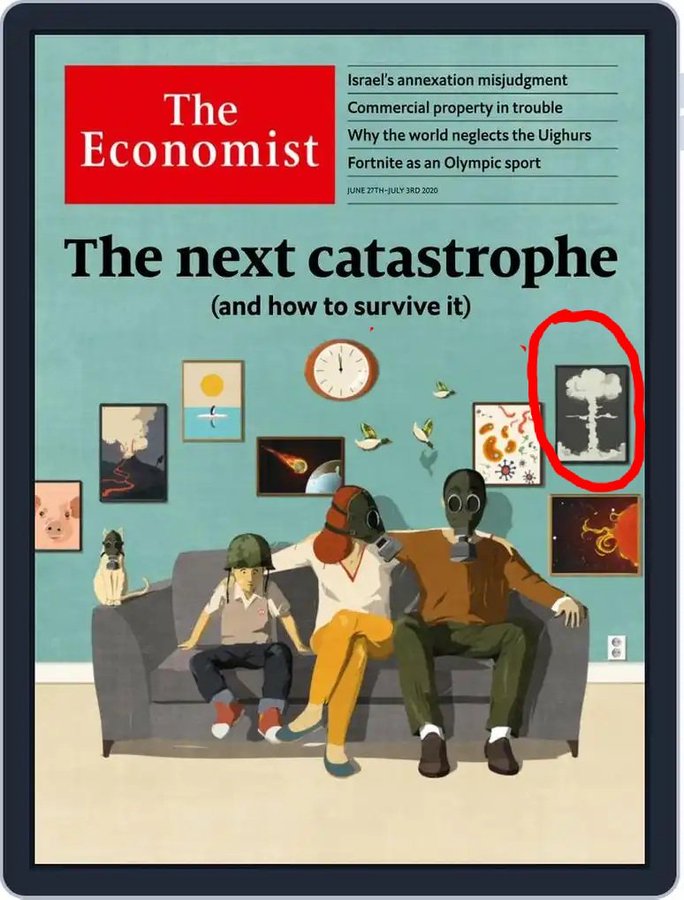 The
Economist
Israel's annexation misjudgment
Commercial property in trouble
Why the world neglects the Uighurs
Fortnite as an Olympic sport
JUNE 27TH–JULY 3RD 2020
The next catastrophe
(and how to survive it)